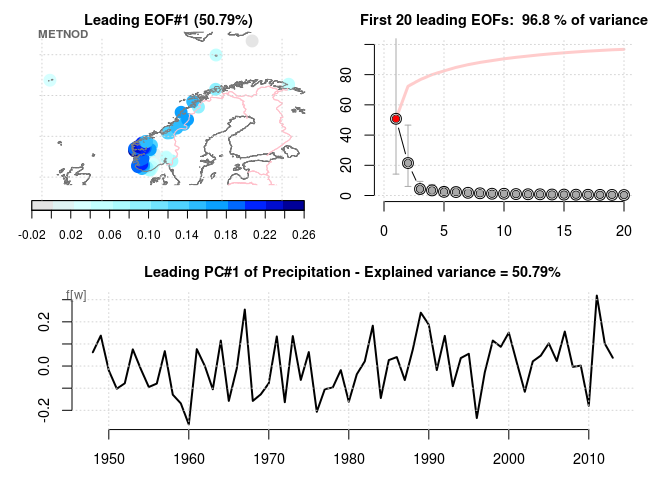 Leading EOF#1 (50.79%)
METNOD
-0.02 0.02 0.06 0.10 0.14 0.18 0.22 0.26
First 20 leading EOFs: 96.8 % of variance
80
60
40
20
0
0 5 10 15 20
Leading PC#1 of Precipitation - Explained variance = 50.79%
f[w]
0.2
0.0
-0.2
1950 1960 1970 1980 1990 2000 2010